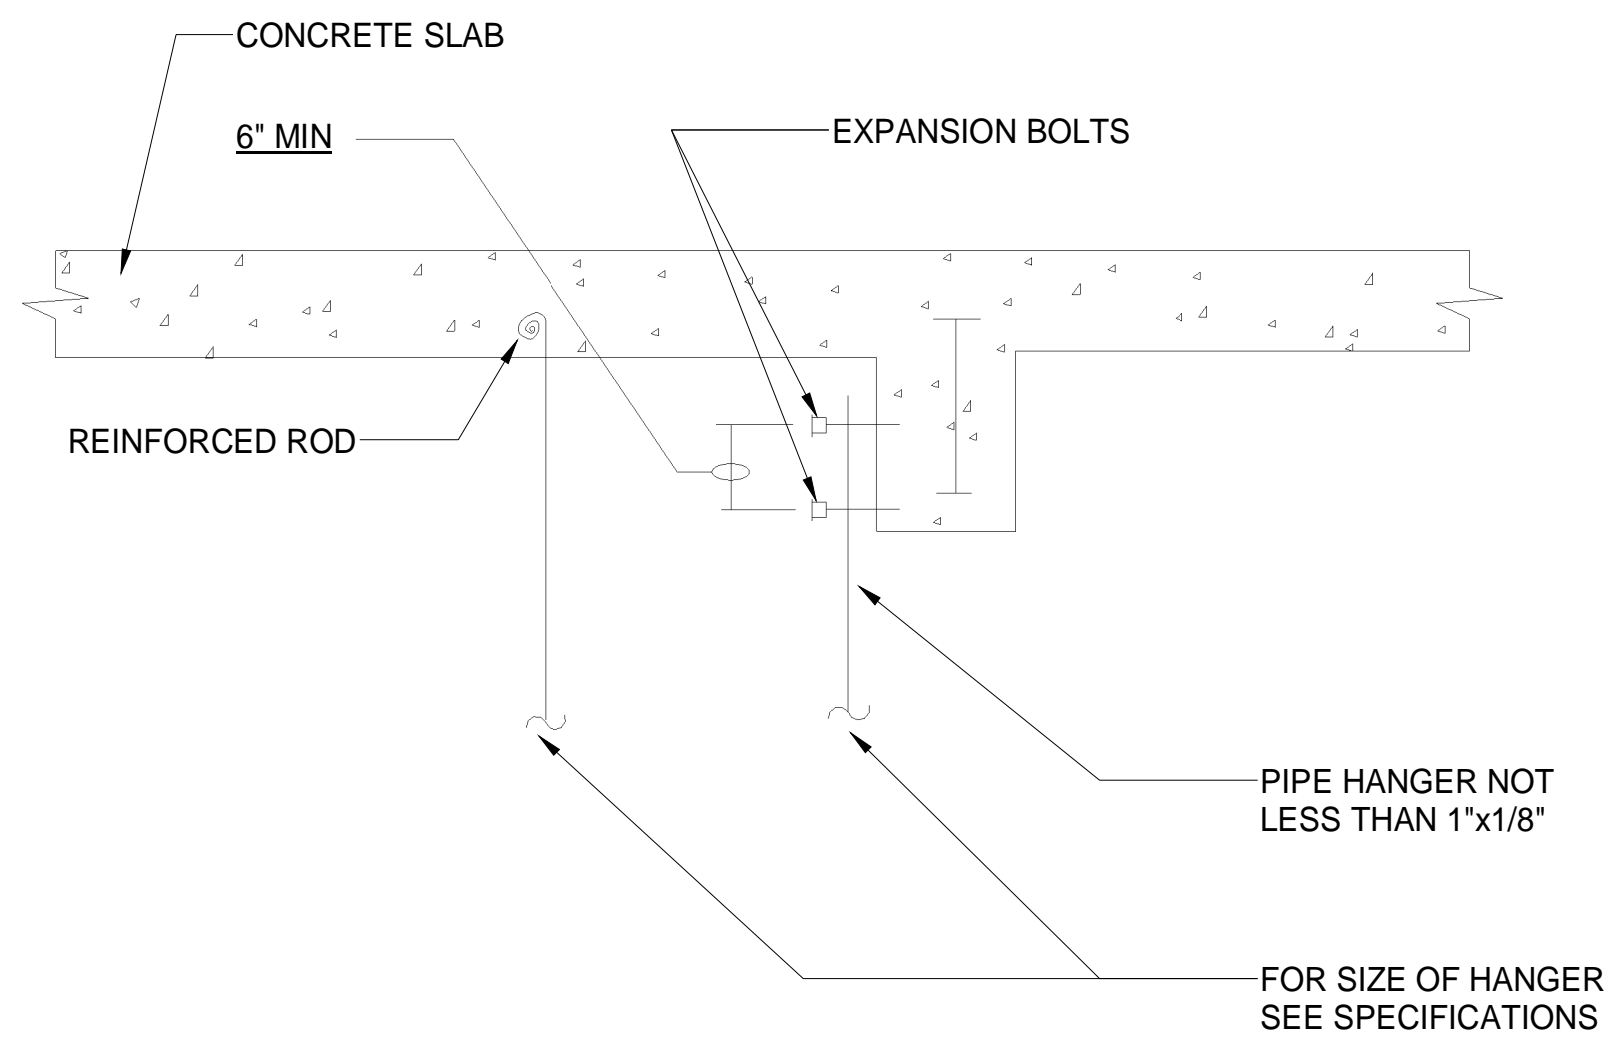 CONCRETE SLAB
6" MIN
EXPANSION BOLTS
REINFORCED ROD
PIPE HANGER NOT
LESS THAN 1"x1/8"
FOR SIZE OF HANGER
SEE SPECIFICATIONS